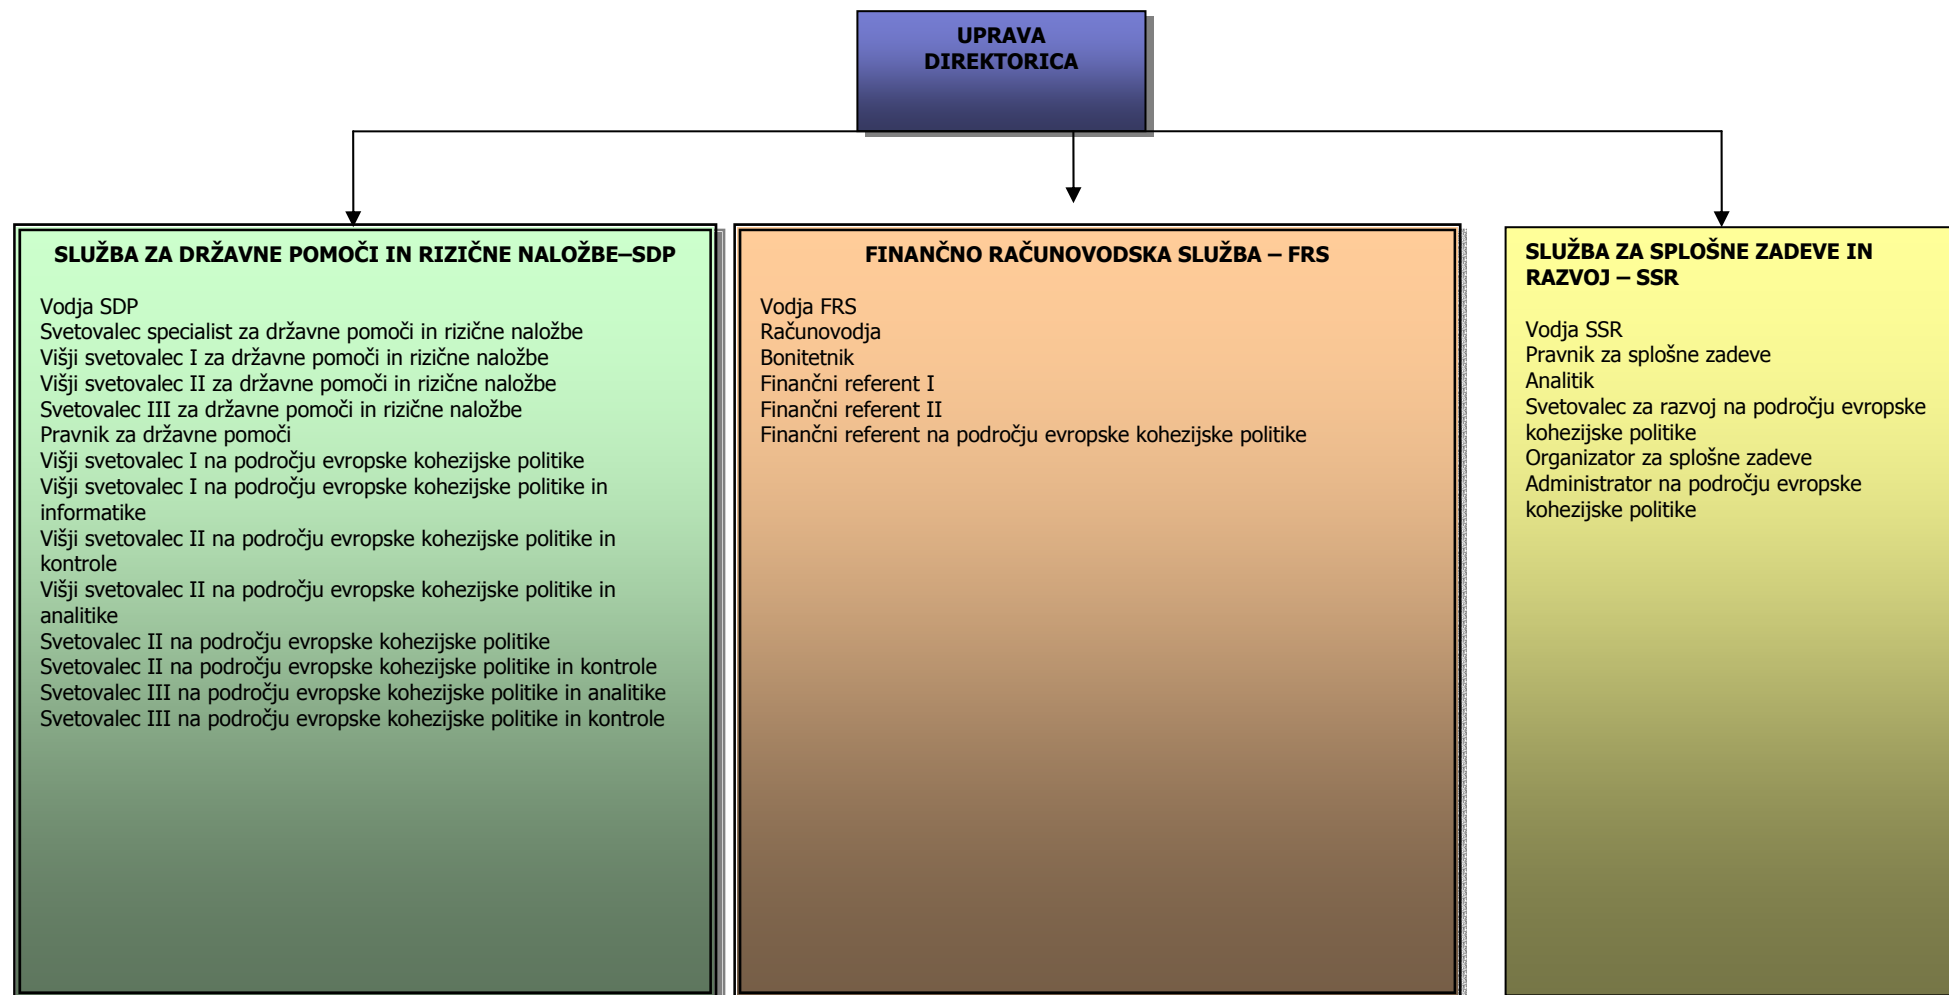 UPRAVA
DIREKTORICA
SLUŽBA ZA DRŽAVNE POMOČI IN RIZIČNE NALOŽBE–SDP
Vodja SDP
Svetovalec specialist za državne pomoči in rizične naložbe
Višji svetovalec I za državne pomoči in rizične naložbe
Višji svetovalec II za državne pomoči in rizične naložbe
Svetovalec III za državne pomoči in rizične naložbe
Pravnik za državne pomoči
Višji svetovalec I na področju evropske kohezijske politike
Višji svetovalec I na področju evropske kohezijske politike in
informatike
Višji svetovalec II na področju evropske kohezijske politike in
kontrole
Višji svetovalec II na področju evropske kohezijske politike in
analitike
Svetovalec II na področju evropske kohezijske politike
Svetovalec II na področju evropske kohezijske politike in kontrole
Svetovalec III na področju evropske kohezijske politike in analitike
Svetovalec III na področju evropske kohezijske politike in kontrole
FINANČNO RAČUNOVODSKA SLUŽBA – FRS
Vodja FRS
Računovodja
Bonitetnik
Finančni referent I
Finančni referent II
Finančni referent na področju evropske kohezijske politike
SLUŽBA ZA SPLOŠNE ZADEVE IN
RAZVOJ – SSR
Vodja SSR
Pravnik za splošne zadeve
Analitik
Svetovalec za razvoj na področju evropske
kohezijske politike
Organizator za splošne zadeve
Administrator na področju evropske
kohezijske politike